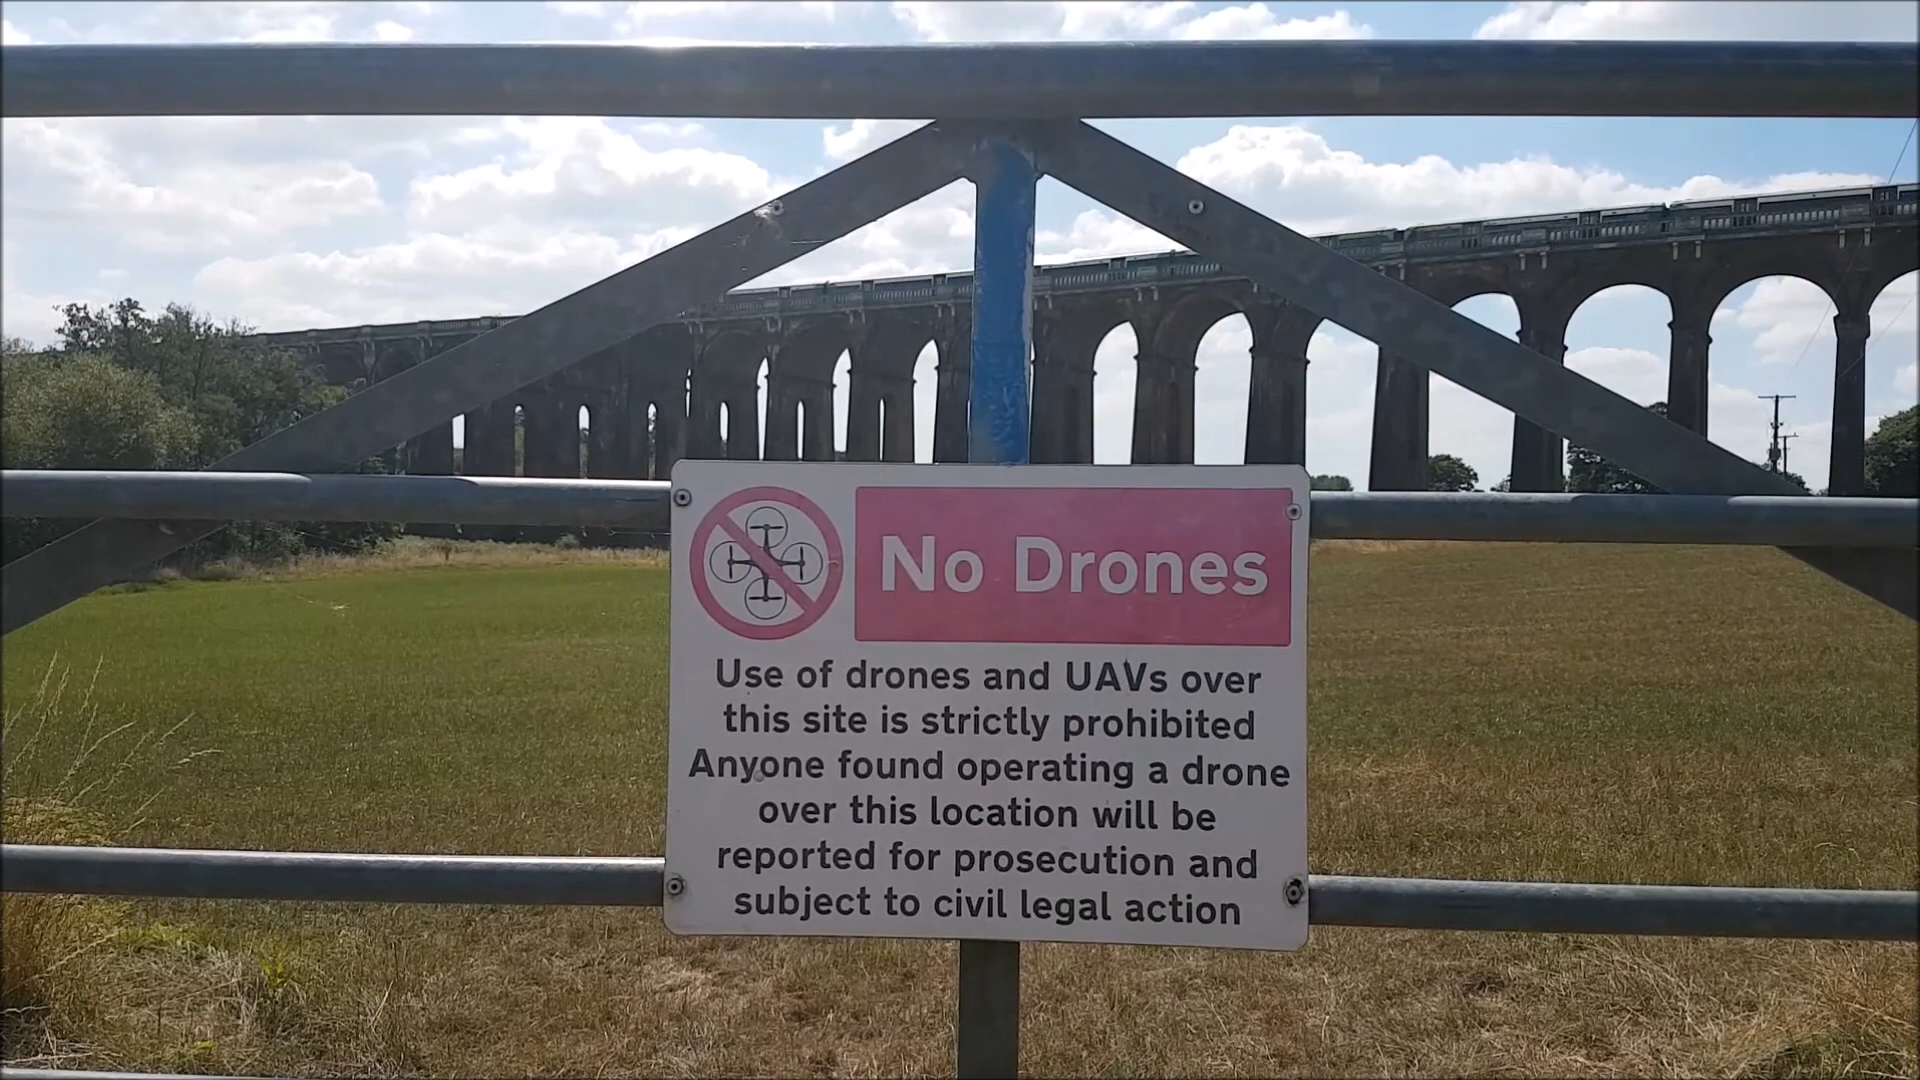 No Drones
Use of drones and UAVs over
this site is strictly prohibited
Anyone found operating a drone
over this location will be
reported for prosecution and
subject to civil legal action